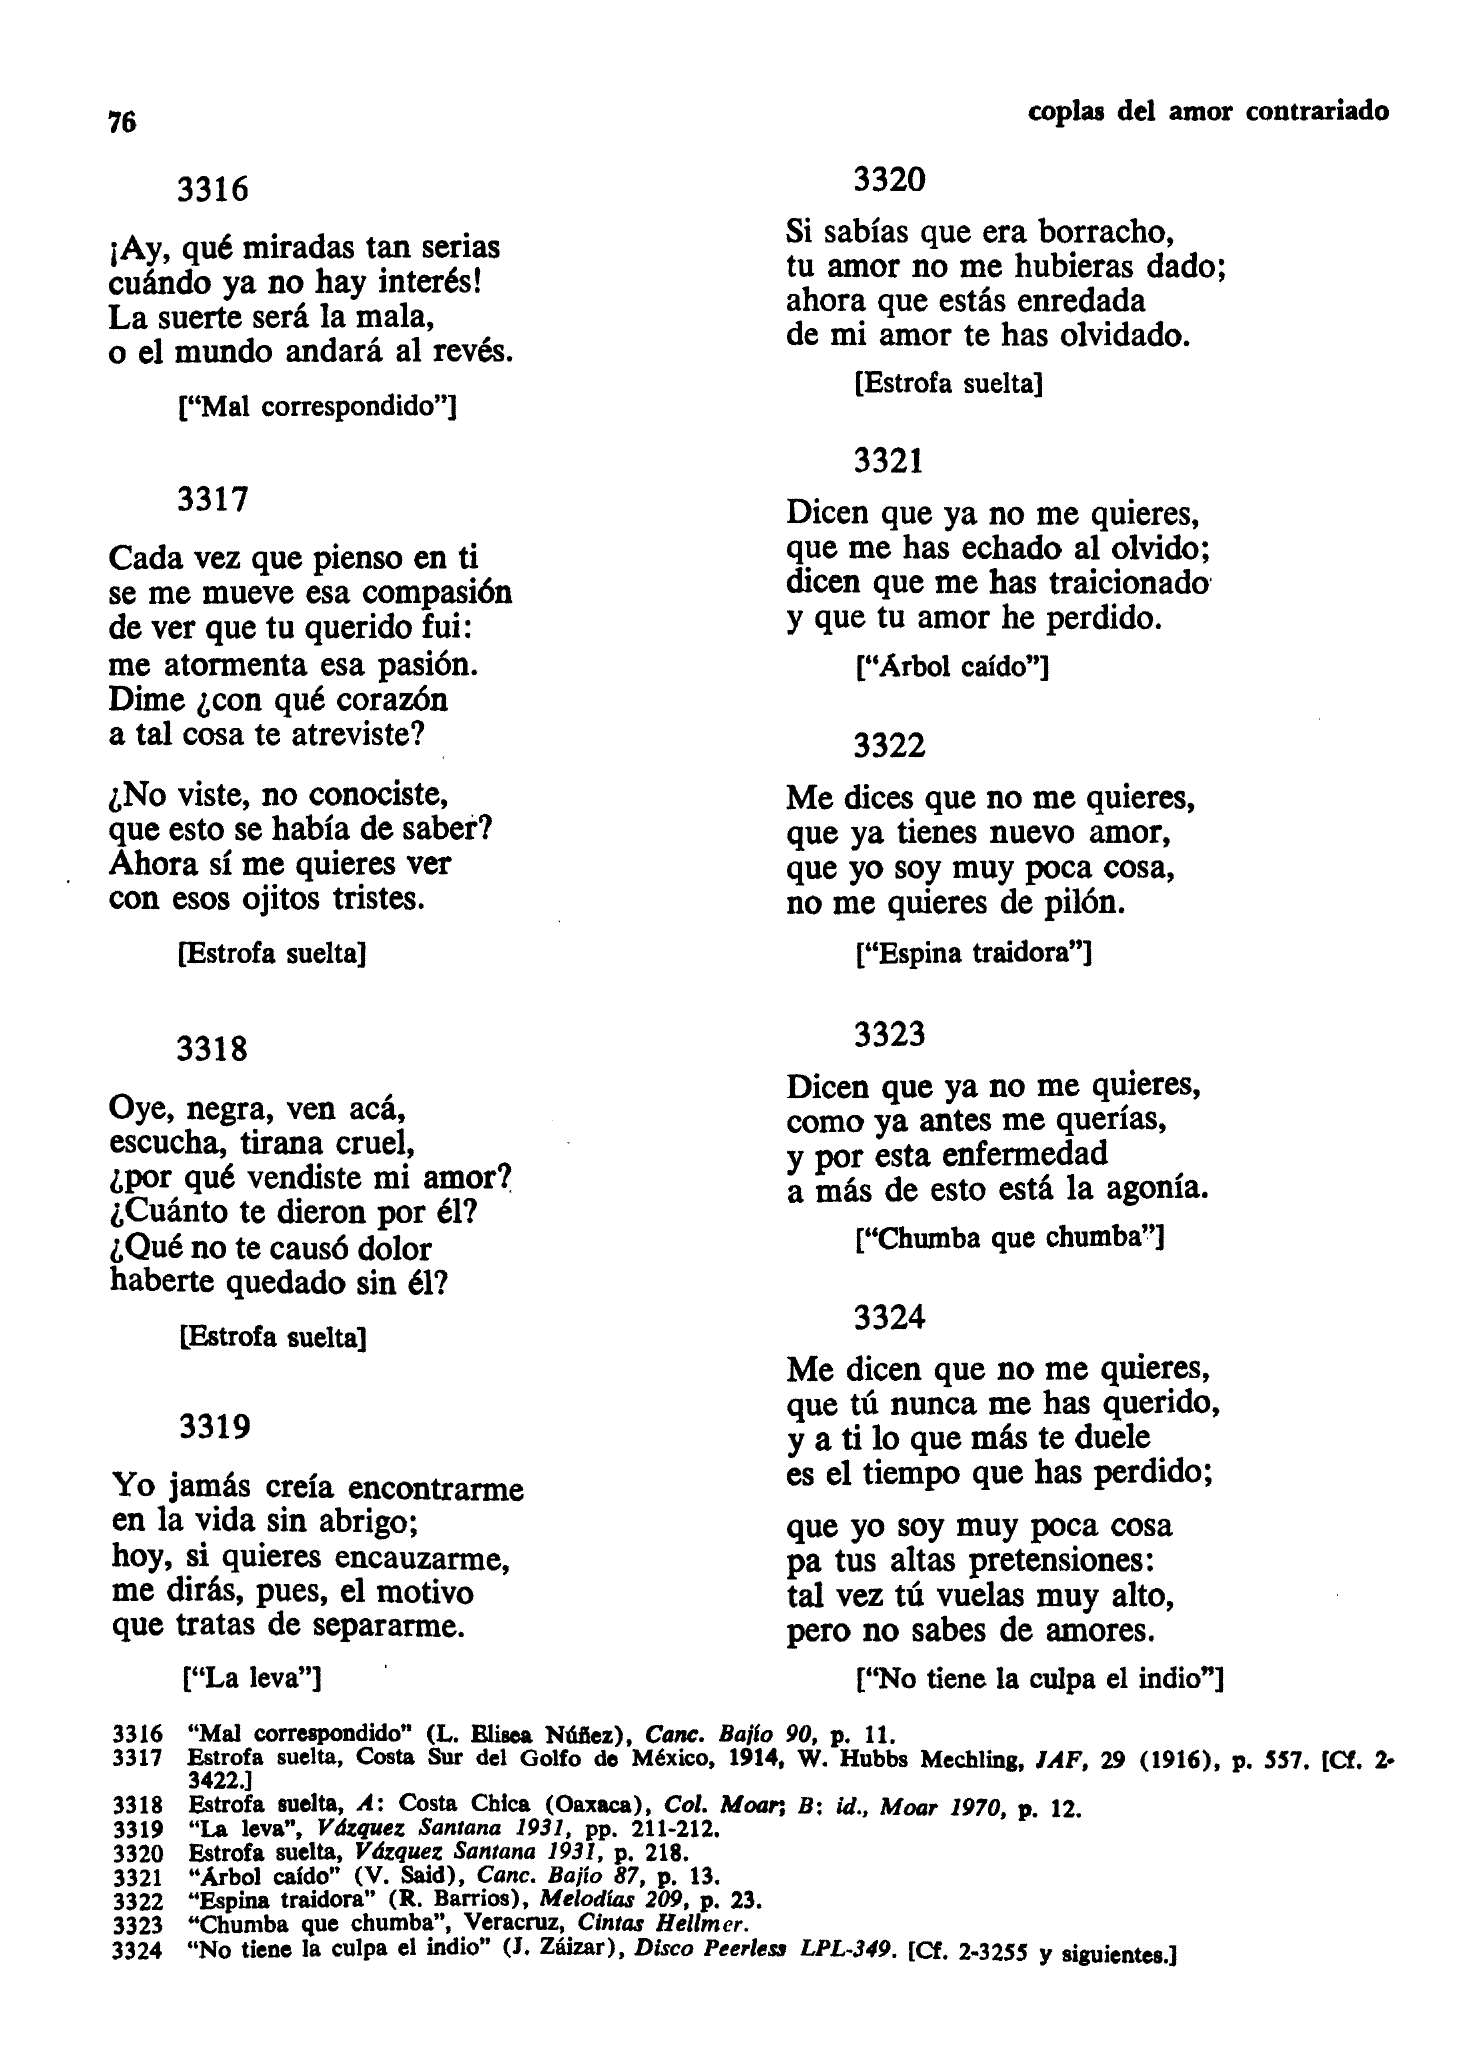 76
coplas del amor contrariado
3316
¡Ay, qué miradas tan serias
cuándo ya no hay interés!
La suerte será la mala,
o el mundo andará al revés.
[“Mal correspondido”]
3317
Cada vez que pienso en ti
se me mueve esa compasión
de ver que tu querido fui:
me atormenta esa pasión.
Dime ¿con qué corazón
a tal cosa te atreviste?
¿No viste, no conociste,
que esto se había de saber?
Ahora sí me quieres ver
con esos ojitos tristes.
[Estrofa suelta]
3318
Oye, negra, ven acá,
escucha, tirana cruel,
¿por qué vendiste mi amor?
¿Cuánto te dieron por él?
¿Qué no te causó dolor
haberte quedado sin él?
[Estrofa suelta]
3319
Yo jamás creía encontrarme
en la vida sin abrigo;
hoy, si quieres encauzarme,
me dirás, pues, el motivo
que tratas de separarme.
[“La leva”]
3320
Si sabías que era borracho,
tu amor no me hubieras dado;
ahora que estás enredada
de mi amor te has olvidado.
[Estrofa suelta]
3321
Dicen que ya no me quieres,
que me has echado al olvido;
dicen que me has traicionado
y que tu amor he perdido.
[“Árbol caído”]
3322
Me dices que no me quieres,
que ya tienes nuevo amor,
que yo soy muy poca cosa,
no me quieres de pilón.
[“Espina traidora”]
3323
Dicen que ya no me quieres,
como ya antes me querías,
y por esta enfermedad
a más de esto está la agonía.
[“Chumba que chumba”]
3324
Me dicen que no me quieres,
que tú nunca me has querido,
y a ti lo que más te duele
es el tiempo que has perdido;
que yo soy muy poca cosa
pa tus altas pretensiones:
tal vez tú vuelas muy alto,
pero no sabes de amores.
[“No tiene la culpa el indio”]
3316 “Mal correspondido” (L. Elisea Núñez), Canc. Bajío 90, p. 11.
3317 Estrofa suelta, Costa Sur del Golfo de México, 1914, W. Hubbs Mechling, JAF, 29 (1916), p. 557. [Cf. 2-
3422.]
3318 Estrofa suelta, A: Costa Chica (Oaxaca), Col. Moar; B: id., Moar 1970, p. 12.
3319 “La leva”, Vázquez Santana 1931, pp. 211-212.
3320 Estrofa suelta, Vázquez Santana 1931, p. 218.
3321 “Árbol caído” (V. Said), Canc. Bajío 87, p. 13.
3322 “Espina traidora” (R. Barrios), Melodías 209, p. 23.
3323 “Chumba que chumba”, Veracruz, Cintas Hellmer.
3324 “No tiene la culpa el indio” (J. Záizar), Disco Peerless LPL-349. [Cf. 2-3255 y siguientes.]